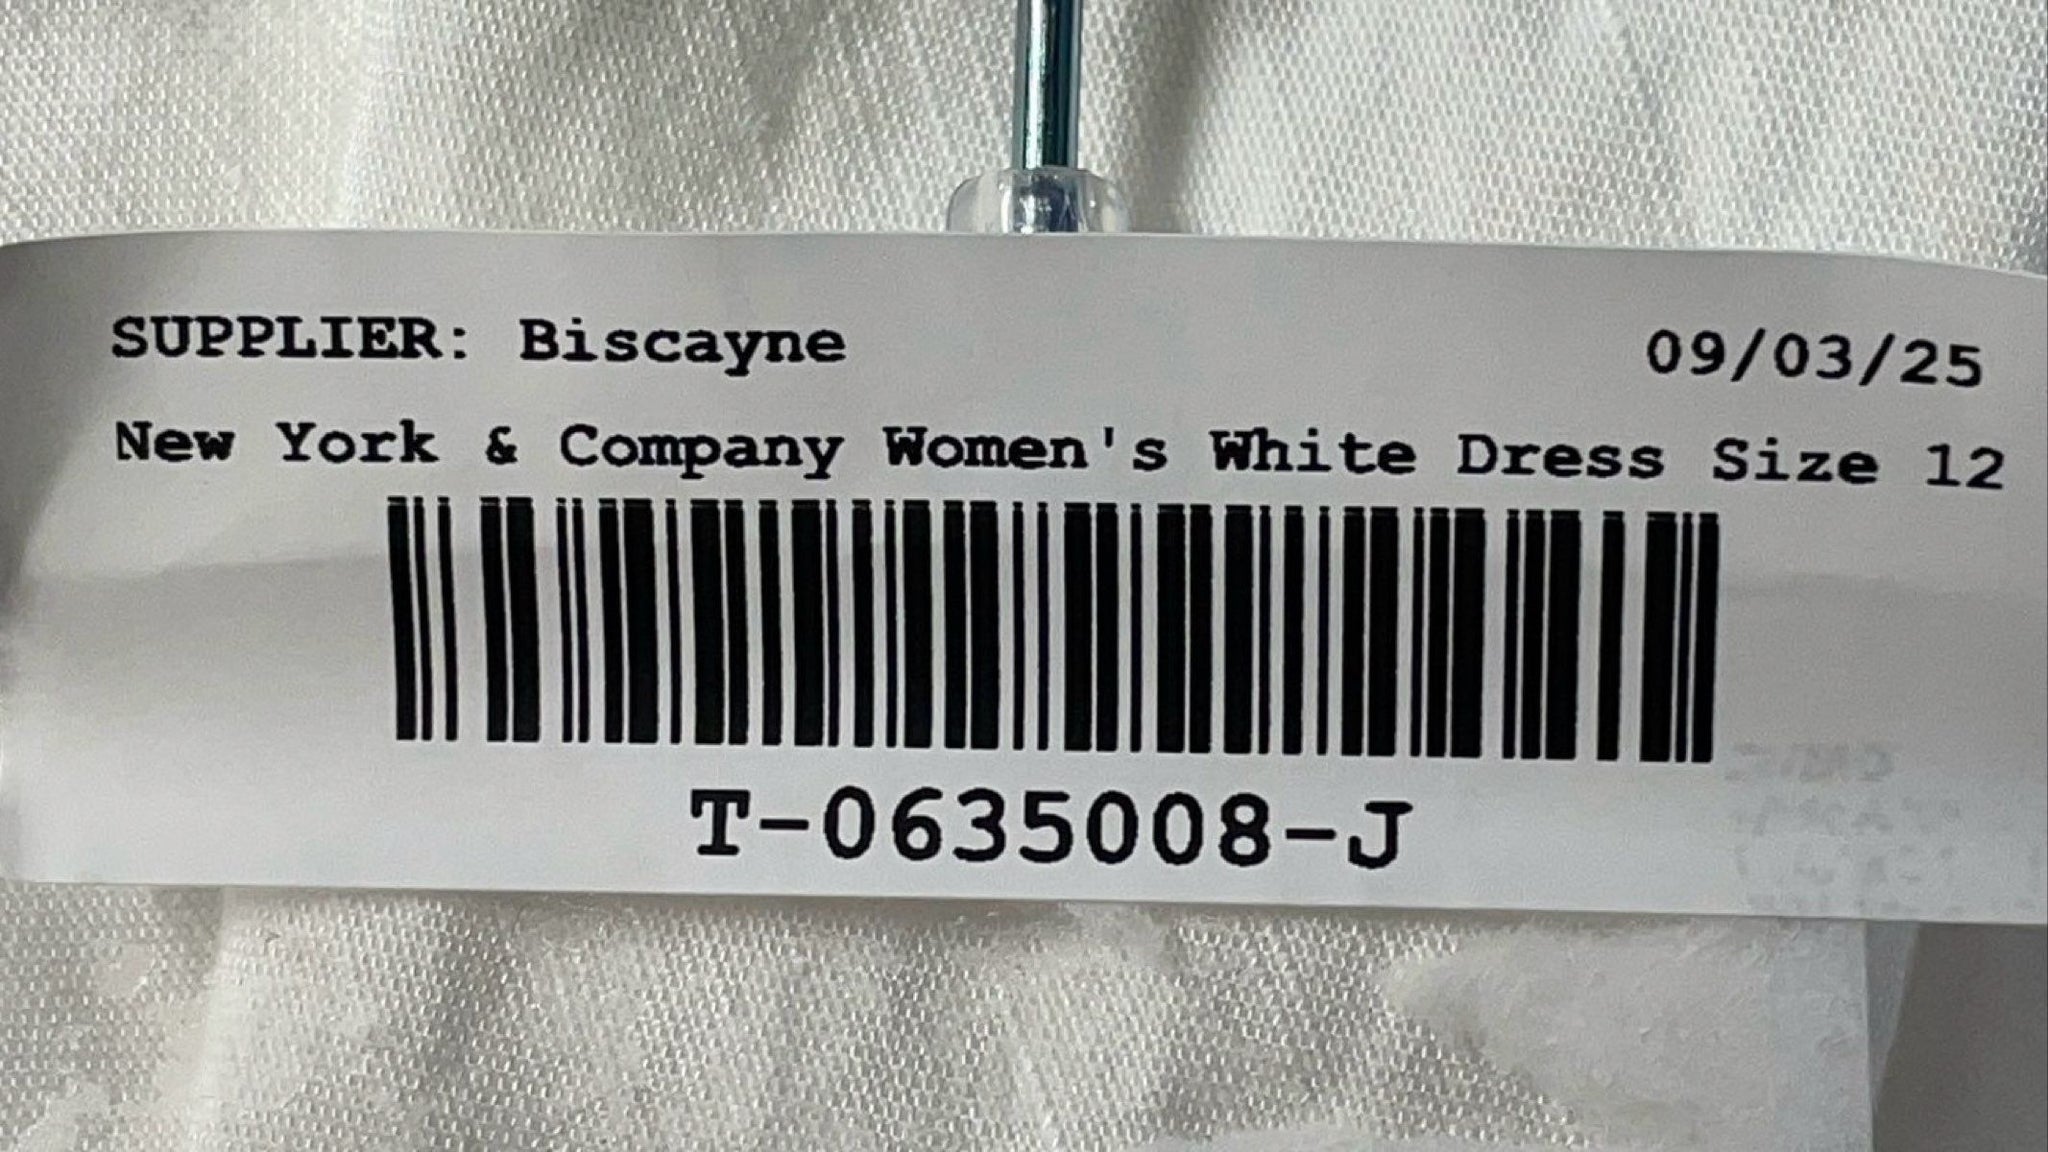 SUPPLIER: Biscayne 09/03/25
New York & Company Women's White Dress Size 12
T-0635008-J